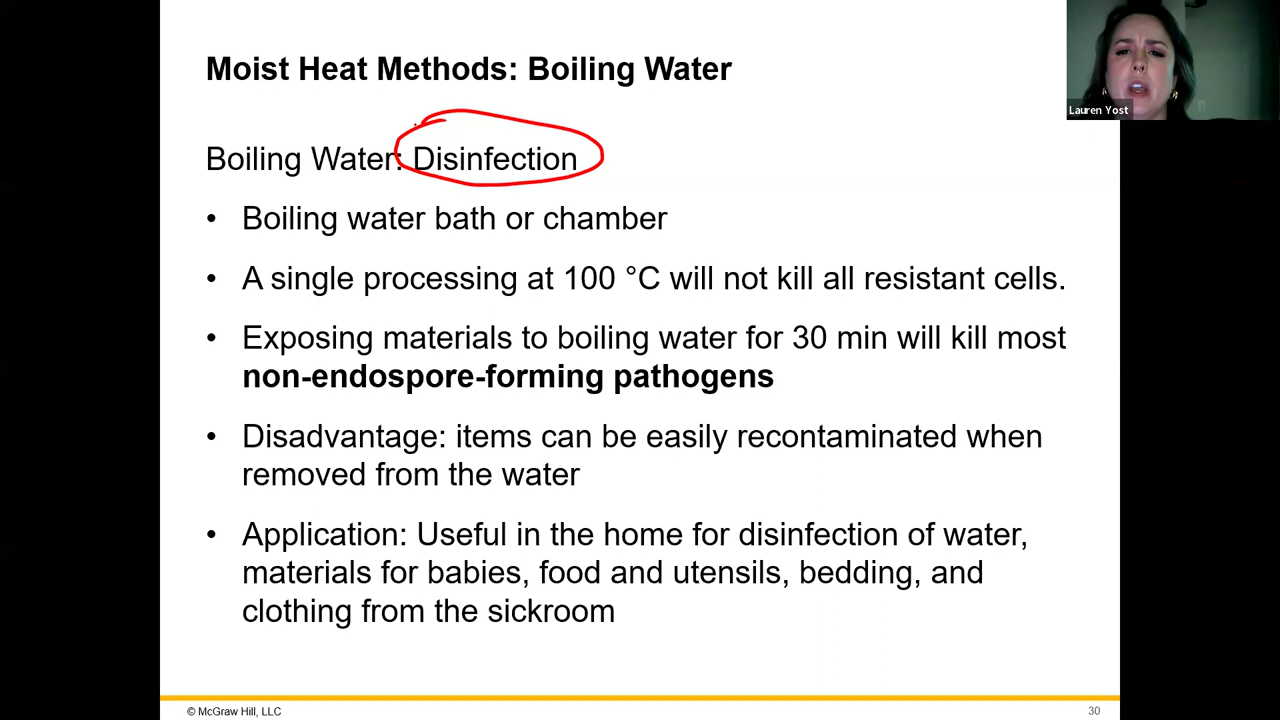 Moist Heat Methods: Boiling Water
Lauren Yost
Boiling Water: Disinfection
• Boiling water bath or chamber
• A single processing at 100 °C will not kill all resistant cells.
• Exposing materials to boiling water for 30 min will kill most
non-endospore-forming pathogens
• Disadvantage: items can be easily recontaminated when
removed from the water
• Application: Useful in the home for disinfection of water,
materials for babies, food and utensils, bedding, and
clothing from the sickroom
© McGraw Hill, LLC
30